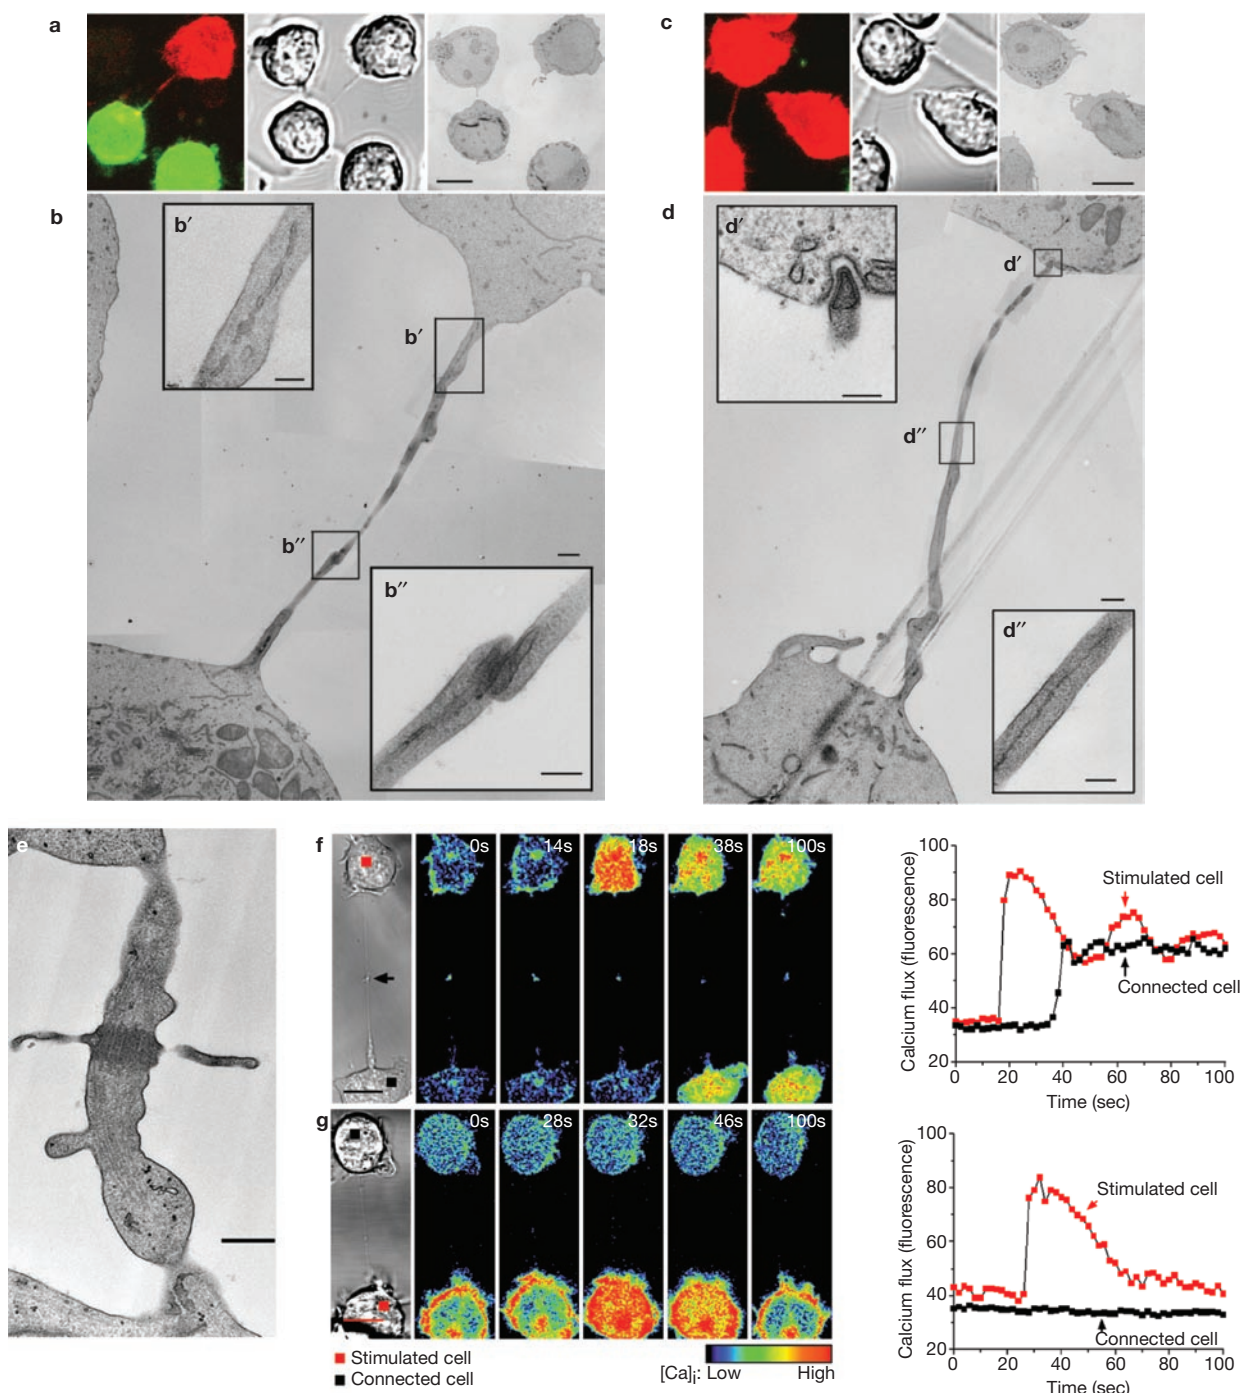 a
c
b
b′
b′
b″
b″
d
d′
d′
d″
d″
e
f
0s
14s
18s
38s
100s
g
0s
28s
32s
46s
100s
Stimulated cell
Connected cell
[Ca]i: Low
High
Calcium flux (fluorescence)
100
80
60
40
20
Stimulated cell
Connected cell
0
20
40
60
80
100
Time (sec)
Calcium flux (fluorescence)
100
80
60
40
20
Stimulated cell
Connected cell
0
20
40
60
80
100
Time (sec)